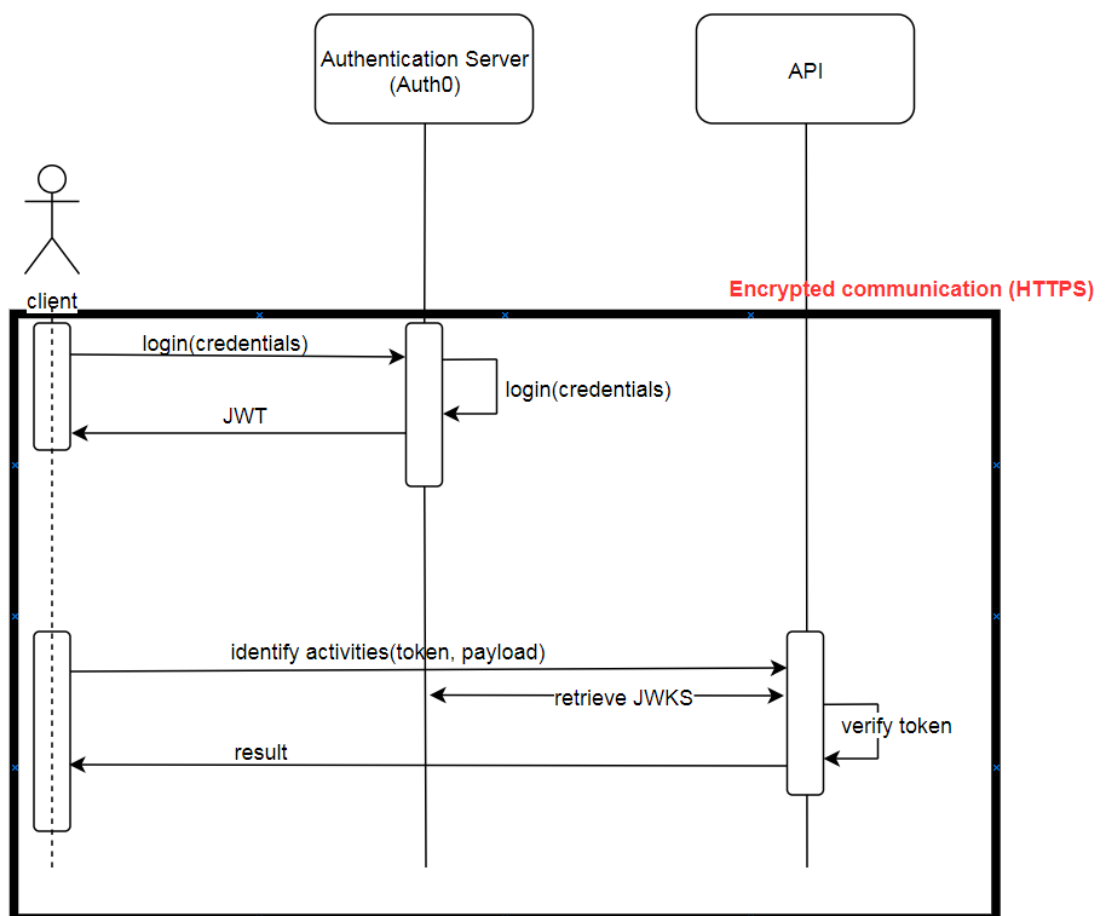 Authentication Server
(Auth0)
API
client
Encrypted communication (HTTPS)
login(credentials)
login(credentials)
JWT
identify activities(token, payload)
retrieve JWKS
verify token
result